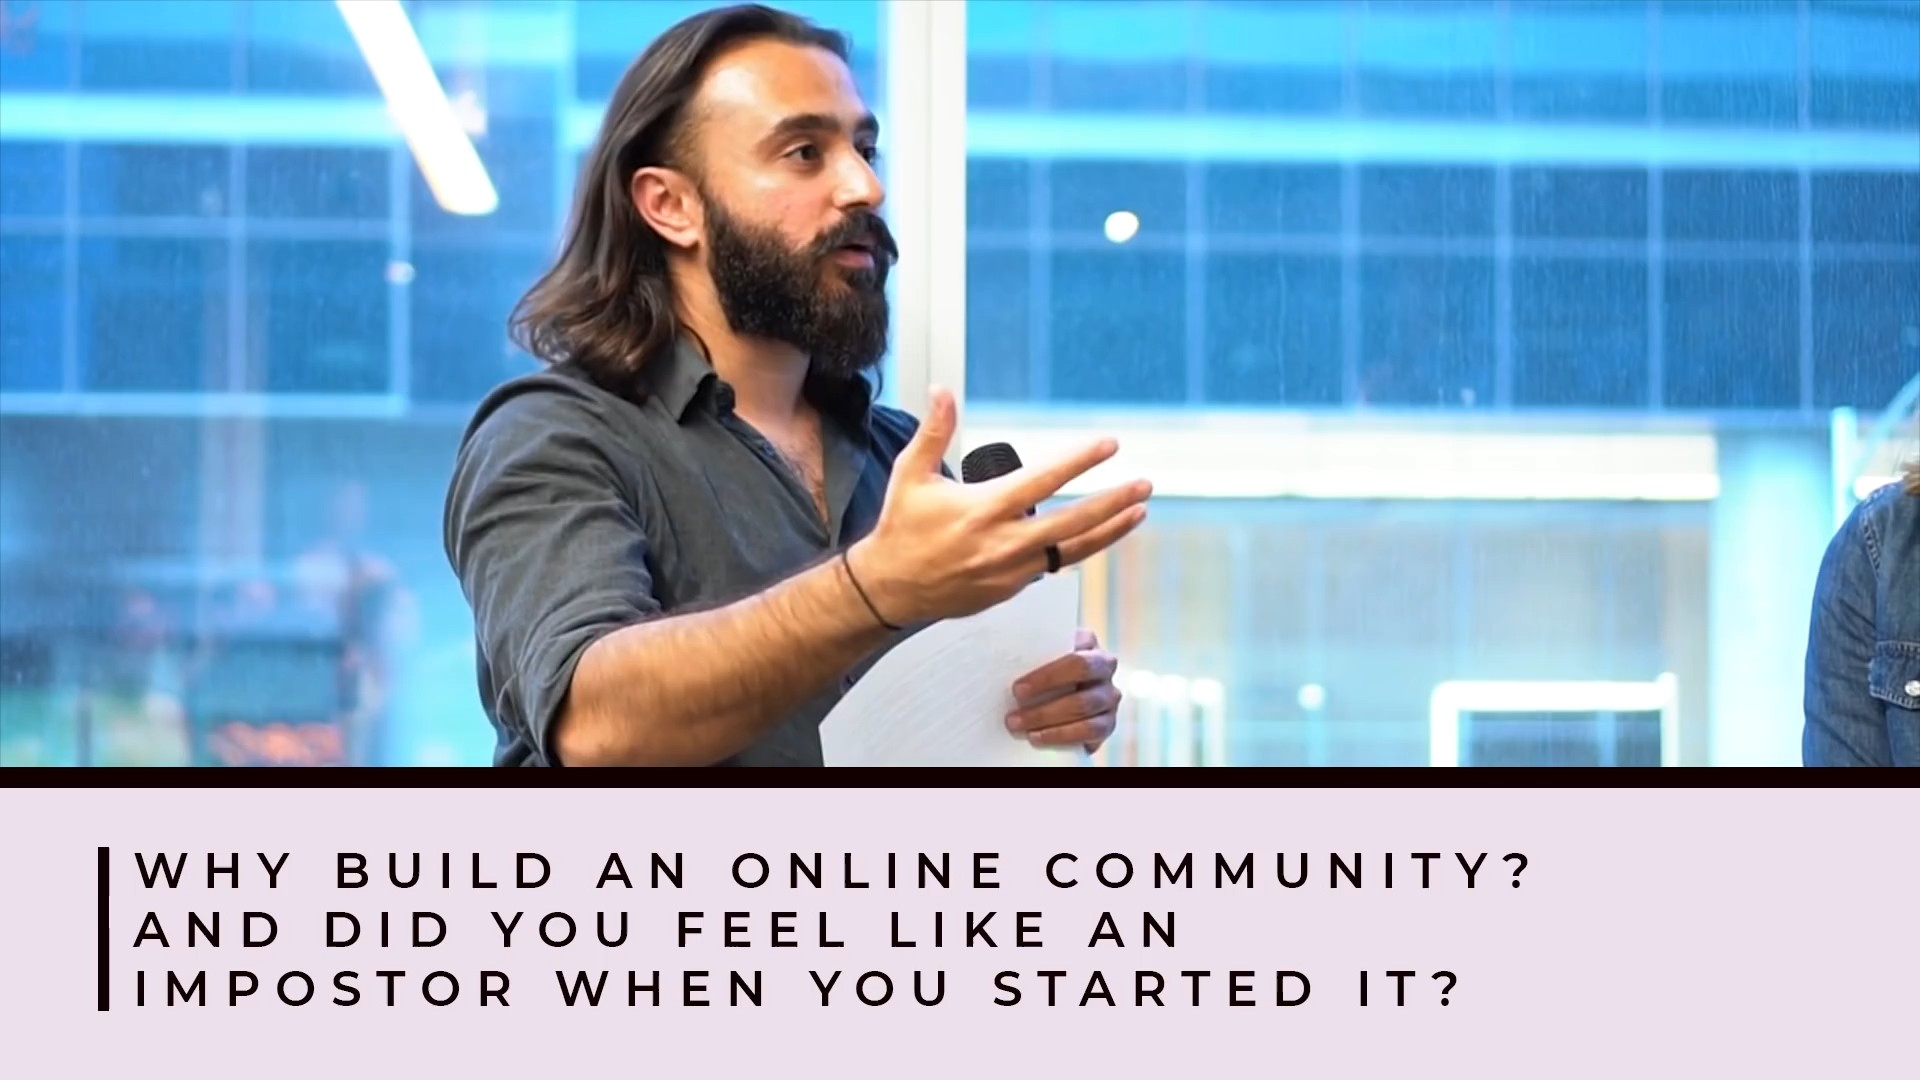 WHY BUILD AN ONLINE COMMUNITY?
AND DID YOU FEEL LIKE AN
IMPOSTOR WHEN YOU STARTED IT?